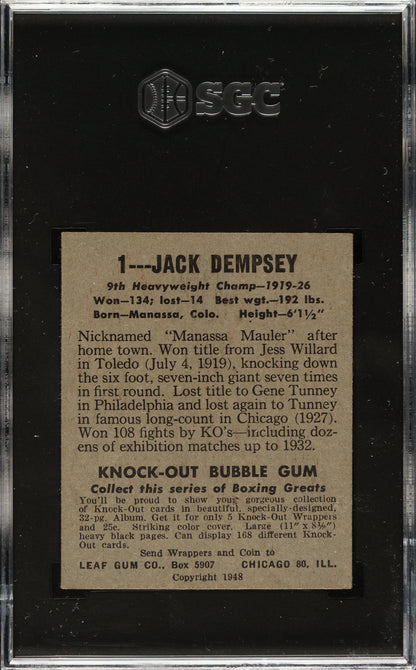 SGC
1---JACK DEMPSEY
9th Heavyweight Champ—1919-26
Won—134; lost—14 Best wgt.—192 lbs.
Born—Manassa, Colo. Height—6'1½"
Nicknamed "Manassa Mauler" after
home town. Won title from Jess Willard
in Toledo (July 4, 1919), knocking down
the six foot, seven-inch giant seven times
in first round. Lost title to Gene Tunney
in Philadelphia and lost again to Tunney
in famous long-count in Chicago (1927).
Won 108 fights by KO's—including doz-
ens of exhibition matches up to 1932.
KNOCK-OUT BUBBLE GUM
Collect this series of Boxing Greats
You'll be proud to show your gorgeous collection
of Knock-Out cards in beautiful, specially-designed,
32-pg. Album. Get it for only 5 Knock-Out Wrappers
and 25c. Striking color cover. Large (11" x 8½")
heavy black pages. Can display 168 different Knock-
Out cards.
Send Wrappers and Coin to
LEAF GUM CO., Box 5907 CHICAGO 80, ILL.
Copyright 1948